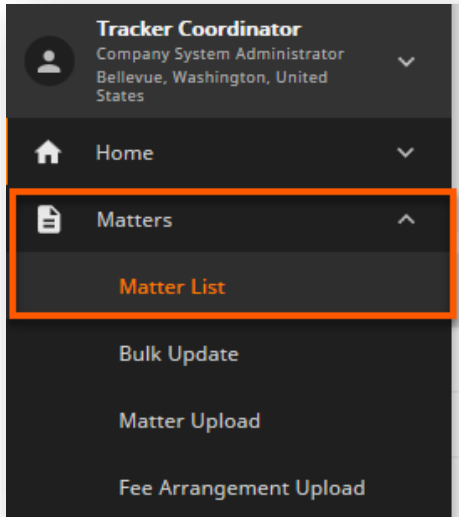 Tracker Coordinator
Company System Administrator
Bellevue, Washington, United
States
Home
Matters
Matter List
Bulk Update
Matter Upload
Fee Arrangement Upload